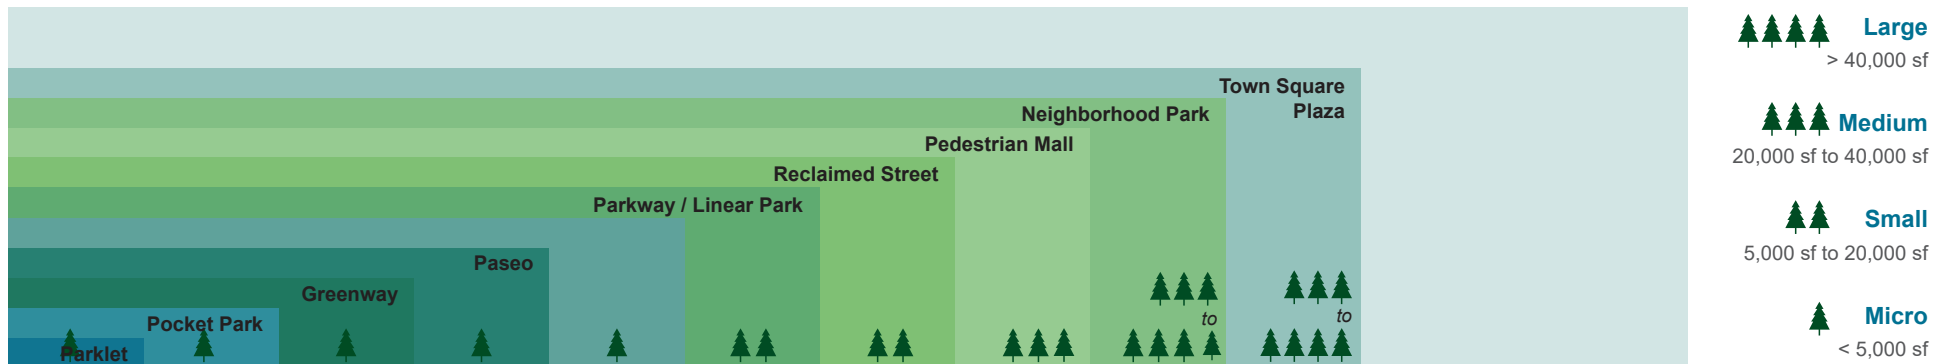 Town Square
Plaza
Neighborhood Park
Pedestrian Mall
Reclaimed Street
Parkway / Linear Park
Paseo
Greenway
Pocket Park
Parklet
to
to
Large
> 40,000 sf
Medium
20,000 sf to 40,000 sf
Small
5,000 sf to 20,000 sf
Micro
< 5,000 sf